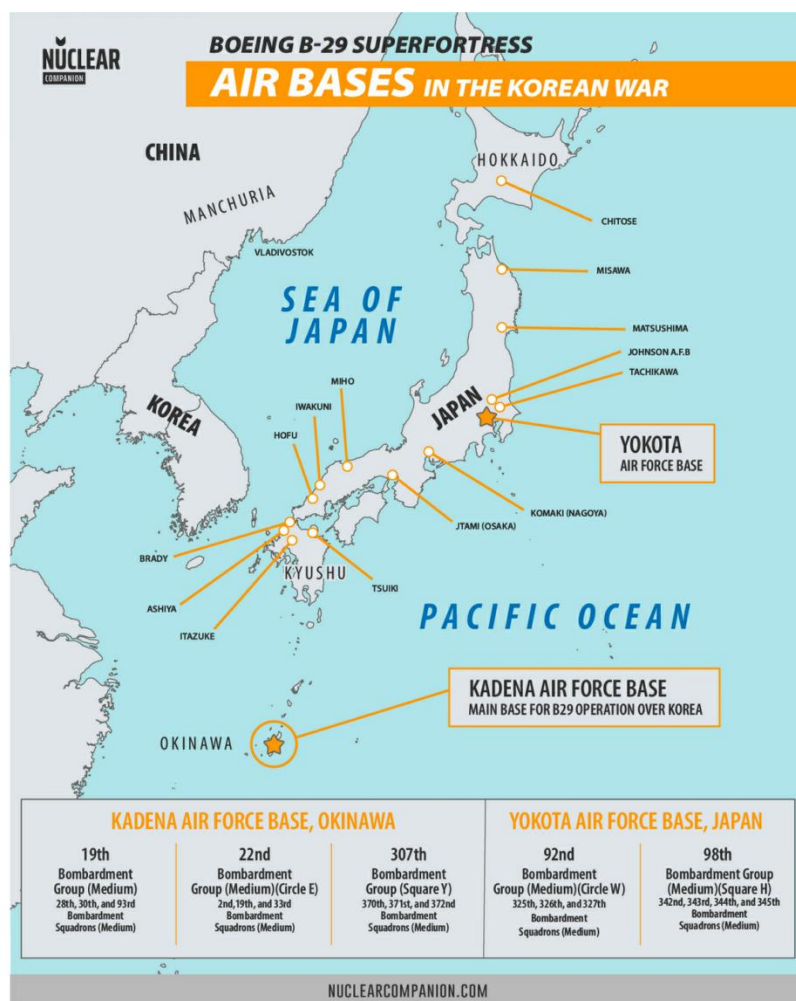 NUCLEAR
COMPANION
BOEING B-29 SUPERFORTRESS
AIR BASES IN THE KOREAN WAR
CHINA
HOKKAIDO
MANCHURIA
CHITOSE
VLADIVOSTOK
MISAWA
SEA OF
JAPAN
MATSUSHIMA
JOHNSON A.F.B
TACHIKAWA
MIHO
IWAKUNI
HOFU
KOREA
JAPAN
YOKOTA
AIR FORCE BASE
KOMAKI (NAGOYA)
JTAMI (OSAKA)
BRADY
KYUSHU
TSUIKI
ASHIYA
ITAZUKE
PACIFIC OCEAN
KADENA AIR FORCE BASE
MAIN BASE FOR B29 OPERATION OVER KOREA
OKINAWA
KADENA AIR FORCE BASE, OKINAWA
19th
Bombardment
Group (Medium)
28th, 30th, and 93rd
Bombardment
Squadrons (Medium)
22nd
Bombardment
Group (Medium)(Circle E)
2nd,19th, and 33rd
Bombardment
Squadrons (Medium)
307th
Bombardment
Group (Square Y)
370th, 371st, and 372nd
Bombardment
Squadrons (Medium)
YOKOTA AIR FORCE BASE, JAPAN
92nd
Bombardment
Group (Medium)(Circle W)
325th, 326th, and 327th
Bombardment
Squadrons (Medium)
98th
Bombardment Group
(Medium)(Square H)
342nd, 343rd, 344th, and 345th
Bombardment
Squadrons (Medium)
NUCLEARCOMPANION.COM